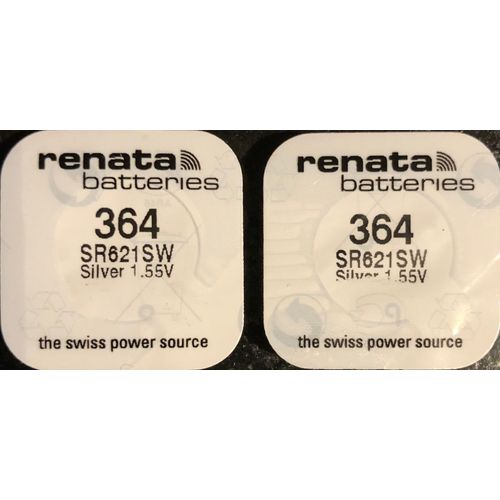 renata
batteries
364
SR621SW
Silver 1.55V
the swiss power source
renata
batteries
364
SR621SW
Silver 1.55V
the swiss power source